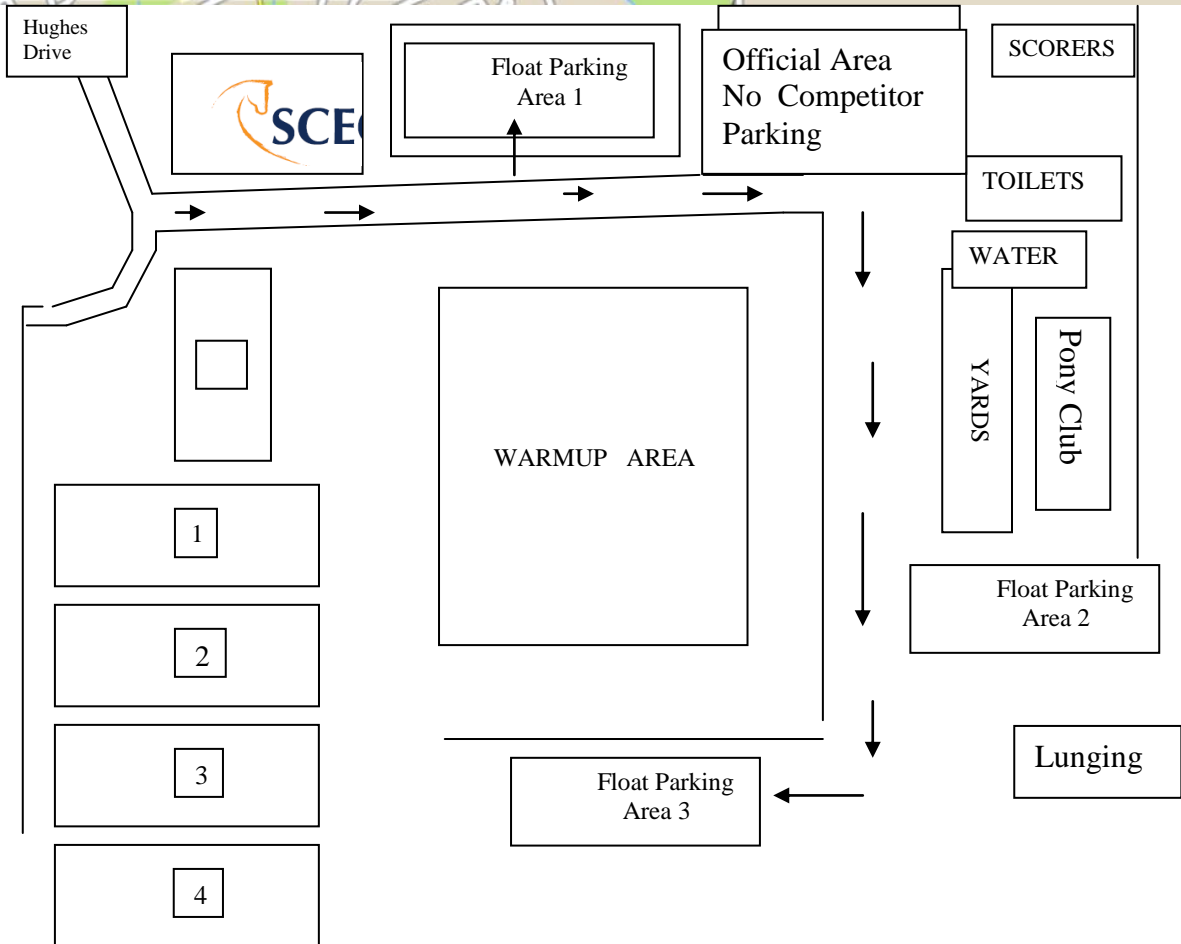 Hughes
Drive
SCE
Float Parking
Area 1
Official Area
No Competitor
Parking
SCORERS
TOILETS
WATER
YARDS
Pony Club
WARMUP AREA
1
2
3
4
Float Parking
Area 2
Lunging
Float Parking
Area 3